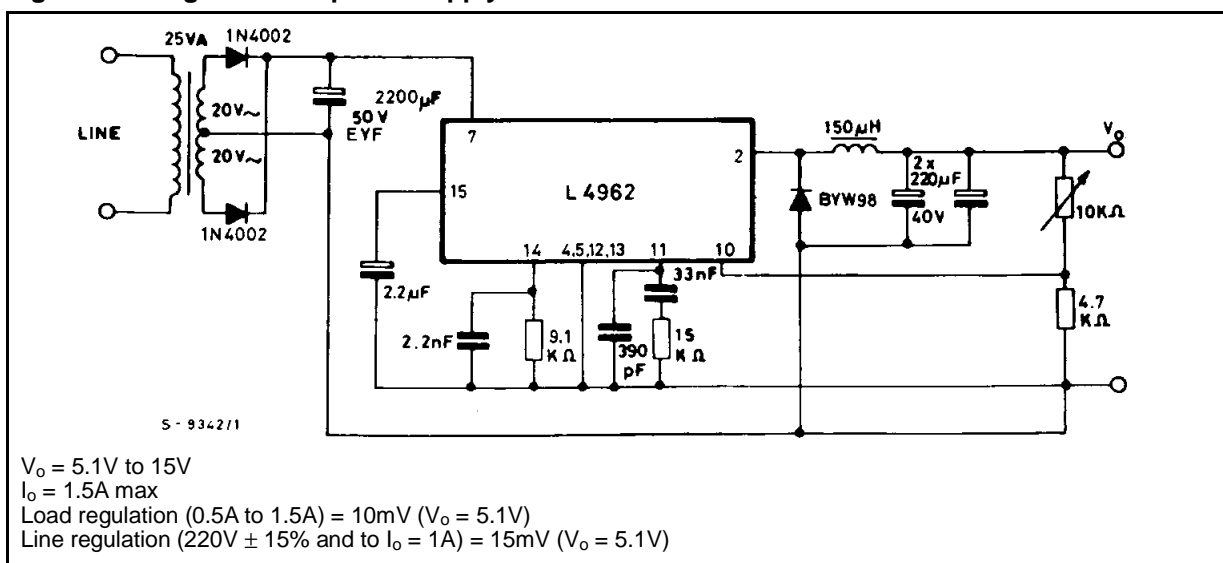 25VA
1N4002
20V~
20V~
LINE
1N4002
2200µF
50V
EYF
7
15
L4962
2
14
4,5,12,13
11
10
150µH
BYW98
2x
220µF
40V
Vo
10KΩ
4.7
KΩ
2.2µF
2.2nF
9.1
KΩ
33nF
390
pF
15
KΩ
S-9342/1
Vo = 5.1V to 15V
Io = 1.5A max
Load regulation (0.5A to 1.5A) = 10mV (Vo = 5.1V)
Line regulation (220V ± 15% and to Io = 1A) = 15mV (Vo = 5.1V)